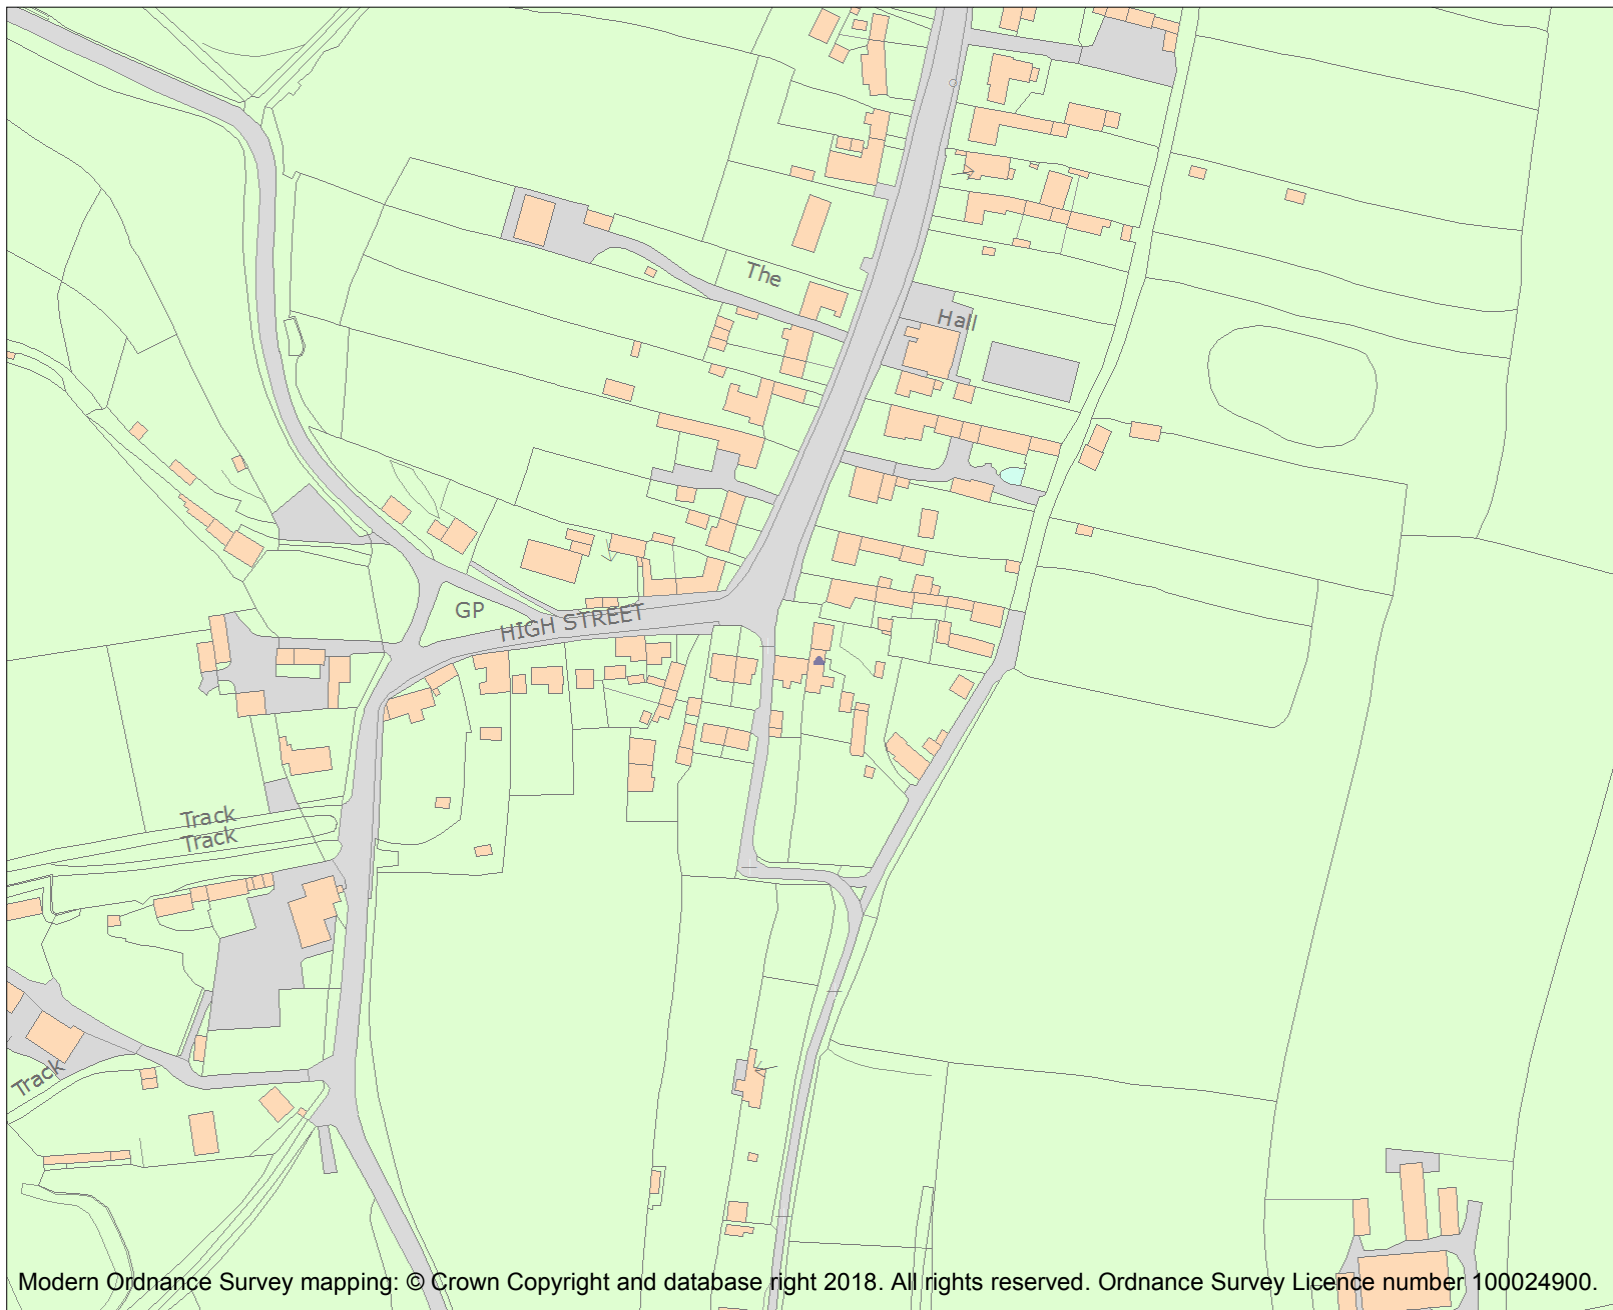 The
Hall
GP
HIGH STREET
Track
Track
Track
Modern Ordnance Survey mapping: © Crown Copyright and database right 2018. All rights reserved. Ordnance Survey Licence number 100024900.